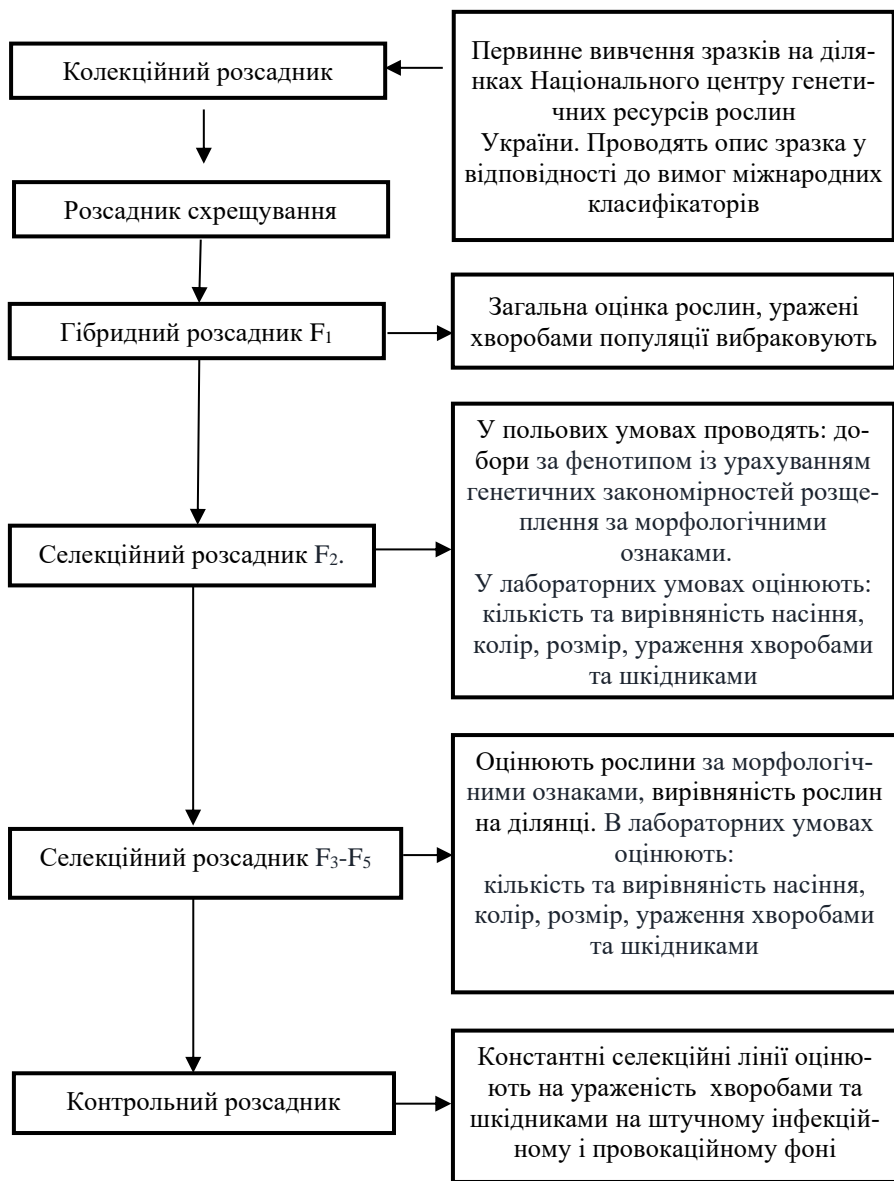 Колекційний розсадник
Первинне вивчення зразків на діля-
нках Національного центру генети-
чних ресурсів рослин
України. Проводять опис зразка у
відповідності до вимог міжнародних
класифікаторів
Розсадник схрещування
Гібридний розсадник F₁
Загальна оцінка рослин, уражені
хворобами популяції вибраковують
Селекційний розсадник F₂.
У польових умовах проводять: до-
бори за фенотипом із урахуванням
генетичних закономірностей розще-
плення за морфологічними
ознаками.
У лабораторних умовах оцінюють:
кількість та вирівняність насіння,
колір, розмір, ураження хворобами
та шкідниками
Селекційний розсадник F₃-F₅
Оцінюють рослини за морфологіч-
ними ознаками, вирівняність рослин
на ділянці. В лабораторних умовах
оцінюють:
кількість та вирівняність насіння,
колір, розмір, ураження хворобами
та шкідниками
Контрольний розсадник
Константні селекційні лінії оціню-
ють на ураженість хворобами та
шкідниками на штучному інфекцій-
ному і провокаційному фоні